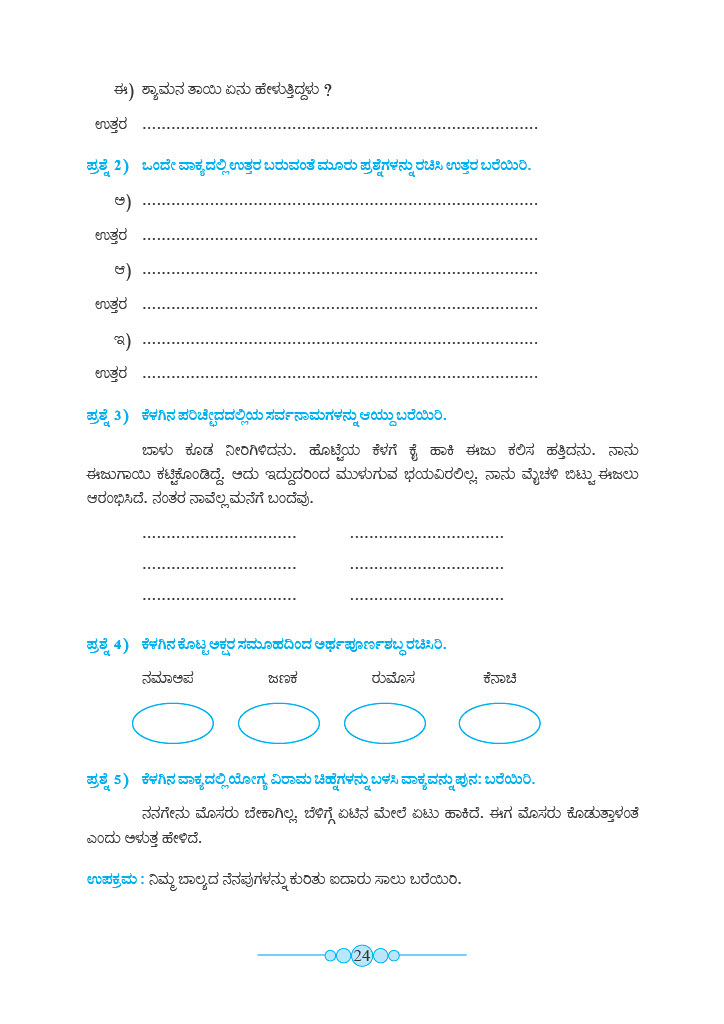 ಈ) ಶ್ಯಾಮನ ತಾಯಿ ಏನು ಹೇಳುತ್ತಿದ್ದಳು ?
ಉತ್ತರ ..................................................................................
ಪ್ರಶ್ನೆ 2) ಒಂದೇ ವಾಕ್ಯದಲ್ಲಿ ಉತ್ತರ ಬರುವಂತೆ ಮೂರು ಪ್ರಶ್ನೆಗಳನ್ನು ರಚಿಸಿ ಉತ್ತರ ಬರೆಯಿರಿ.
ಅ) ..................................................................................
ಉತ್ತರ ..................................................................................
ಆ) ..................................................................................
ಉತ್ತರ ..................................................................................
ಇ) ..................................................................................
ಉತ್ತರ ..................................................................................
ಪ್ರಶ್ನೆ 3) ಕೆಳಗಿನ ಪರಿಚ್ಛೇದದಲ್ಲಿಯ ಸರ್ವನಾಮಗಳನ್ನು ಆಯ್ದು ಬರೆಯಿರಿ.
ಬಾಳು ಕೂಡ ನೀರಿಗಿಳಿದನು. ಹೊಟ್ಟೆಯ ಕೆಳಗೆ ಕೈ ಹಾಕಿ ಈಜು ಕಲಿಸ ಹತ್ತಿದನು. ನಾನು
ಈಜುಗಾಯಿ ಕಟ್ಟಿಕೊಂಡಿದ್ದೆ. ಅದು ಇದ್ದುದರಿಂದ ಮುಳುಗುವ ಭಯವಿರಲಿಲ್ಲ. ನಾನು ಮೈಚಳಿ ಬಿಟ್ಟು ಈಜಲು
ಆರಂಭಿಸಿದೆ. ನಂತರ ನಾವೆಲ್ಲ ಮನೆಗೆ ಬಂದೆವು.
................................ ................................
................................ ................................
................................ ................................
ಪ್ರಶ್ನೆ 4) ಕೆಳಗಿನ ಕೊಟ್ಟ ಅಕ್ಷರ ಸಮೂಹದಿಂದ ಅರ್ಥಪೂರ್ಣಶಬ್ಧ ರಚಿಸಿರಿ.
ನಮಾಅಪ ಜಣಕ ರುಮೊಸ ಕೆನಾಚಿ
ಪ್ರಶ್ನೆ 5) ಕೆಳಗಿನ ವಾಕ್ಯದಲ್ಲಿ ಯೋಗ್ಯ ವಿರಾಮ ಚಿಹ್ನೆಗಳನ್ನು ಬಳಸಿ ವಾಕ್ಯವನ್ನು ಪುನ: ಬರೆಯಿರಿ.
ನನಗೇನು ಮೊಸರು ಬೇಕಾಗಿಲ್ಲ. ಬೆಳಿಗ್ಗೆ ಏಟಿನ ಮೇಲೆ ಏಟು ಹಾಕಿದೆ. ಈಗ ಮೊಸರು ಕೊಡುತ್ತಾಳಂತೆ
ಎಂದು ಅಳುತ್ತ ಹೇಳಿದೆ.
ಉಪಕ್ರಮ : ನಿಮ್ಮ ಬಾಲ್ಯದ ನೆನಪುಗಳನ್ನು ಕುರಿತು ಐದಾರು ಸಾಲು ಬರೆಯಿರಿ.
24